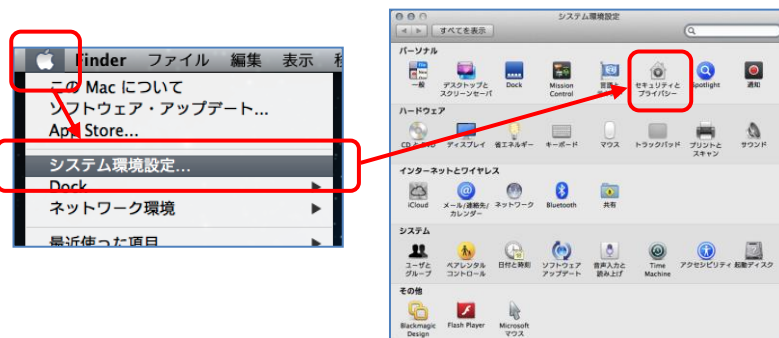 Finder ファイル 編集 表示
この Mac について
ソフトウェア・アップデート...
App Store...
システム環境設定...
Dock
ネットワーク環境
最近使った項目
システム環境設定
すべてを表示
パーソナル
一般 デスクトップと スクリーンセーバ Dock Mission Control セキュリティと プライバシー Spotlight 通知
ハードウェア
ディスプレイ 省エネルギー キーボード マウス トラックパッド プリントと スキャン サウンド
インターネットとワイヤレス
iCloud メール/連絡先/ カレンダー ネットワーク Bluetooth 共有
システム
ユーザと グループ ペアレンタル コントロール 日付と時刻 ソフトウェア アップデート 音声入力と 読み上げ Time Machine アクセシビリティ 起動ディスク
その他
Blackmagic Design Flash Player Microsoft マウス